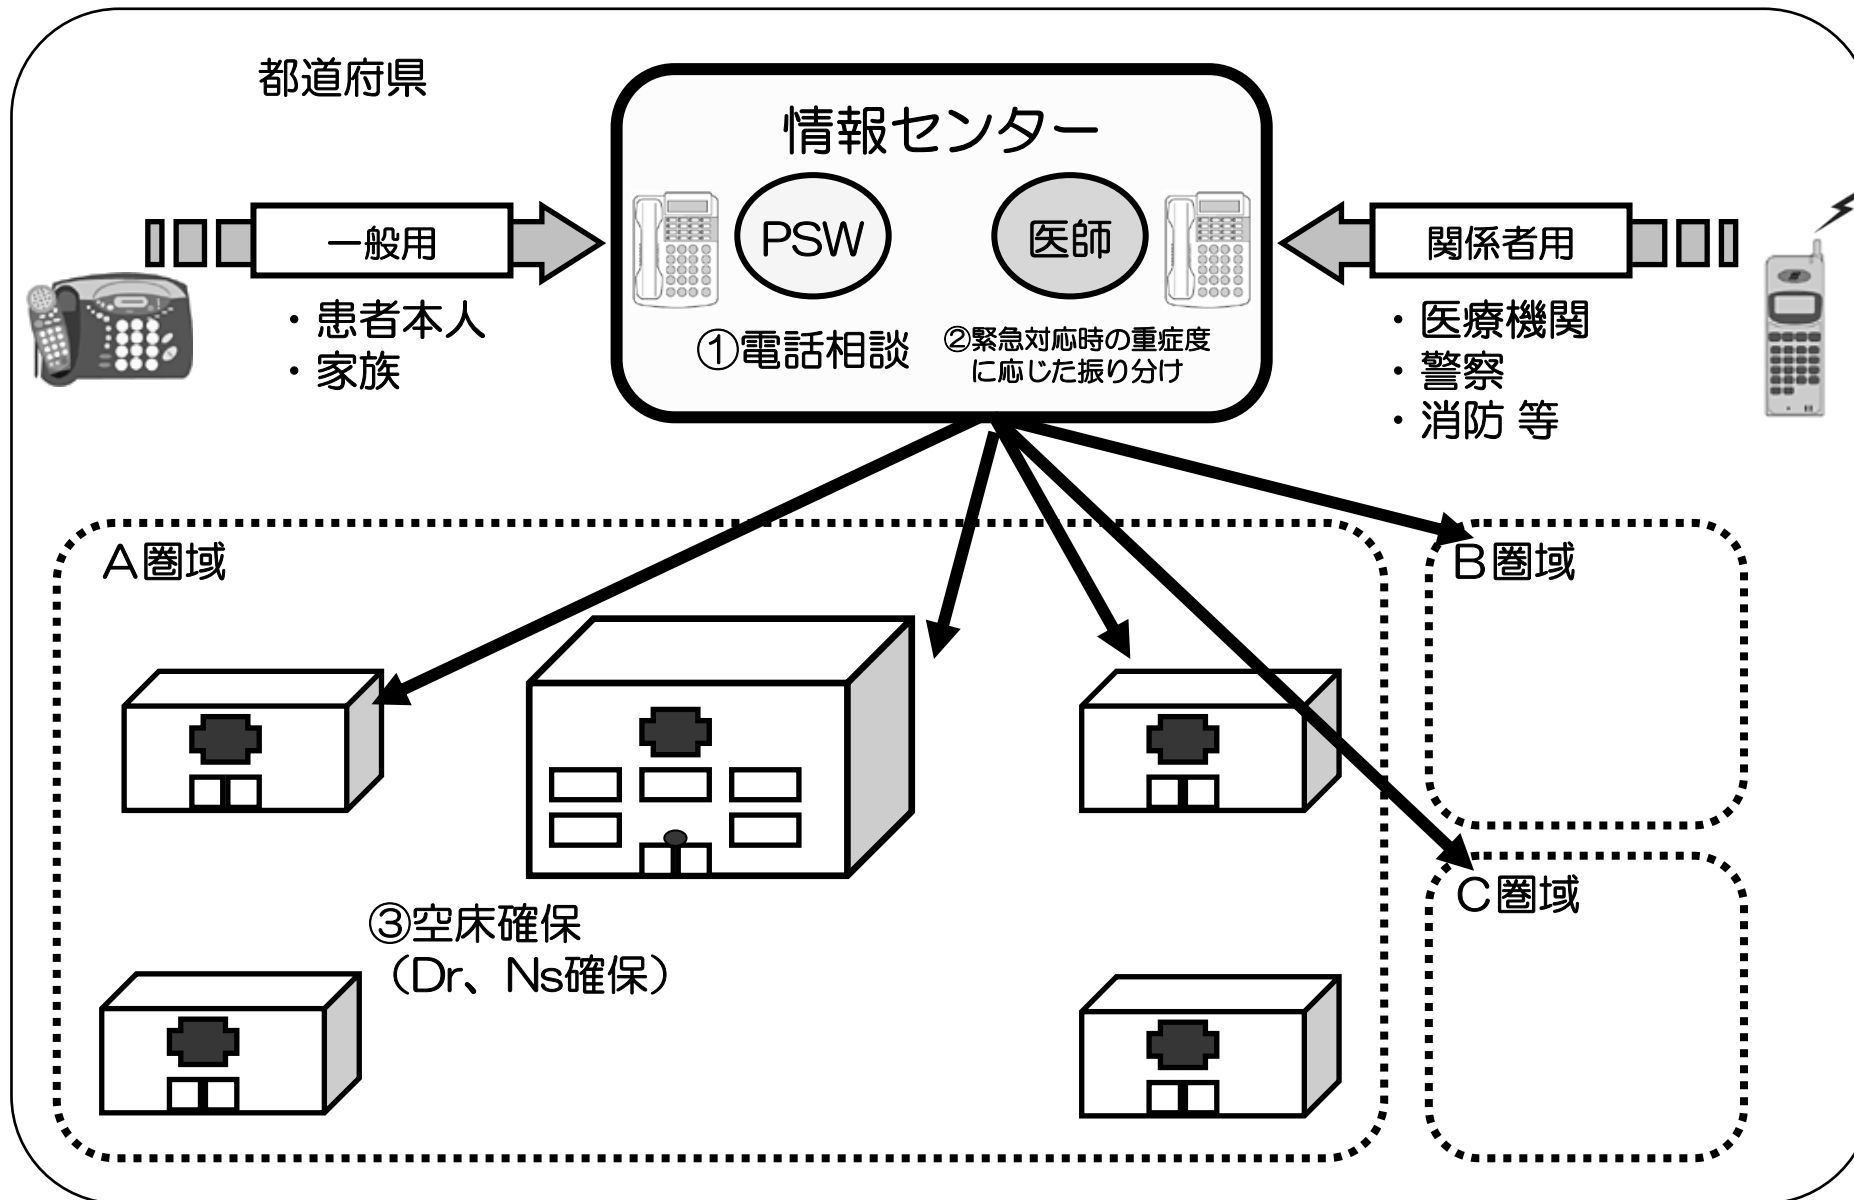 都道府県
情報センター
PSW
医師
①電話相談
②緊急対応時の重症度
に応じた振り分け
一般用
・患者本人
・家族
関係者用
・医療機関
・警察
・消防 等
A圏域
B圏域
C圏域
③空床確保
（Dr、Ns確保）